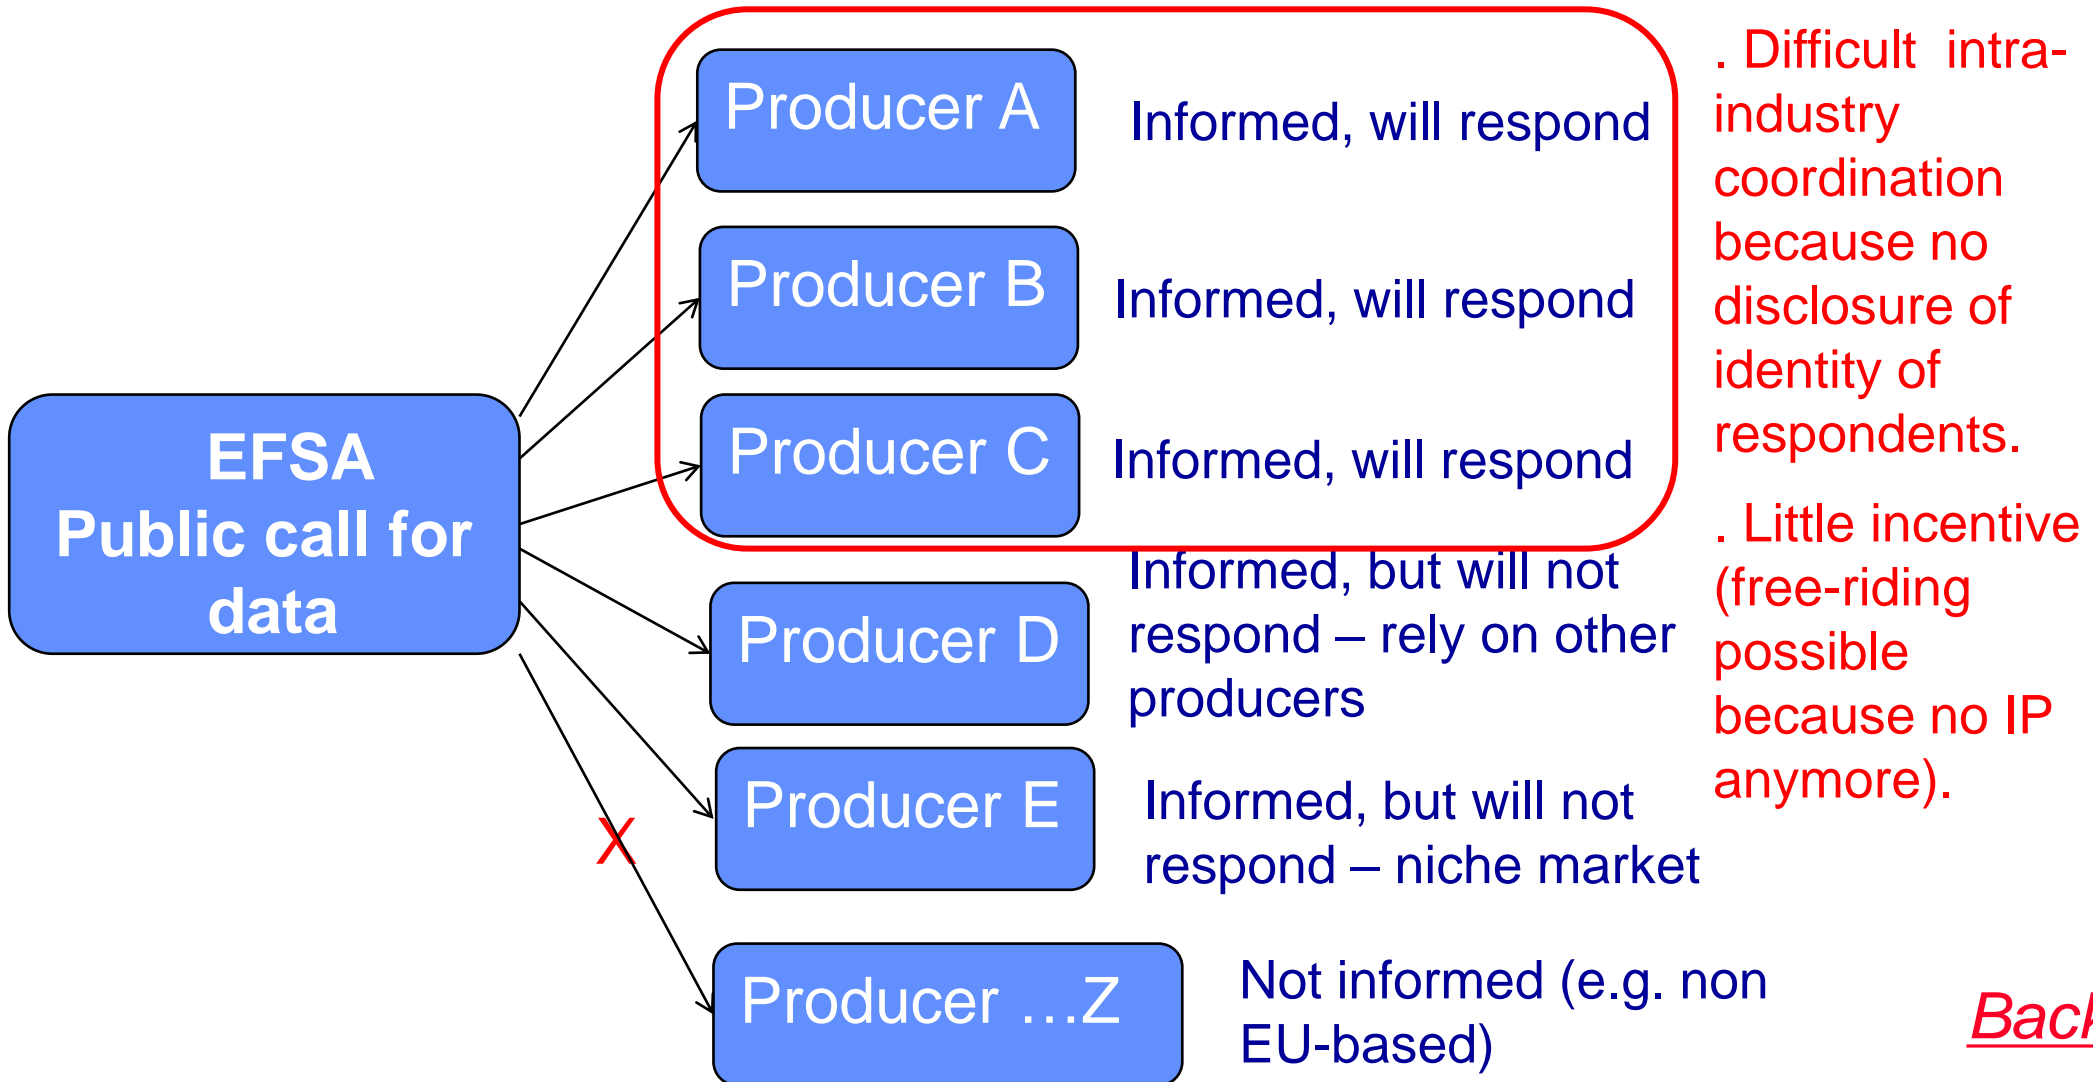 EFSA
Public call for
data
Producer A
Informed, will respond
Producer B
Informed, will respond
Producer C
Informed, will respond
Producer D
Informed, but will not
respond – rely on other
producers
Producer E
Informed, but will not
respond – niche market
X
Producer …Z
Not informed (e.g. non
EU-based)
. Difficult intra-
industry
coordination
because no
disclosure of
identity of
respondents.
. Little incentive
(free-riding
possible
because no IP
anymore).
Back